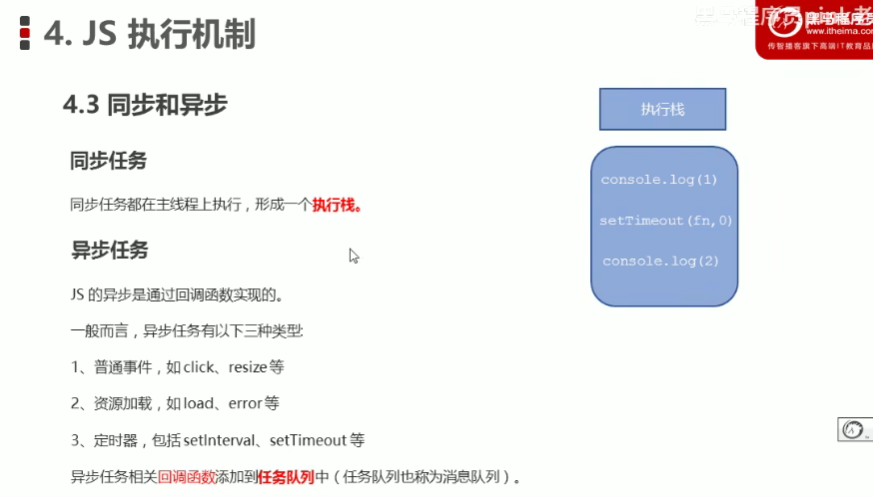 4. JS 执行机制
www.itheima.com
传智播客旗下高端IT教育品牌
4.3 同步和异步
同步任务
同步任务都在主线程上执行，形成一个执行栈。
异步任务
JS 的异步是通过回调函数实现的。
一般而言，异步任务有以下三种类型:
1、普通事件，如 click、resize 等
2、资源加载，如 load、error 等
3、定时器，包括 setInterval、setTimeout 等
异步任务相关回调函数添加到任务队列中（任务队列也称为消息队列）。
执行栈
console.log(1)
setTimeout(fn,0)
console.log(2)